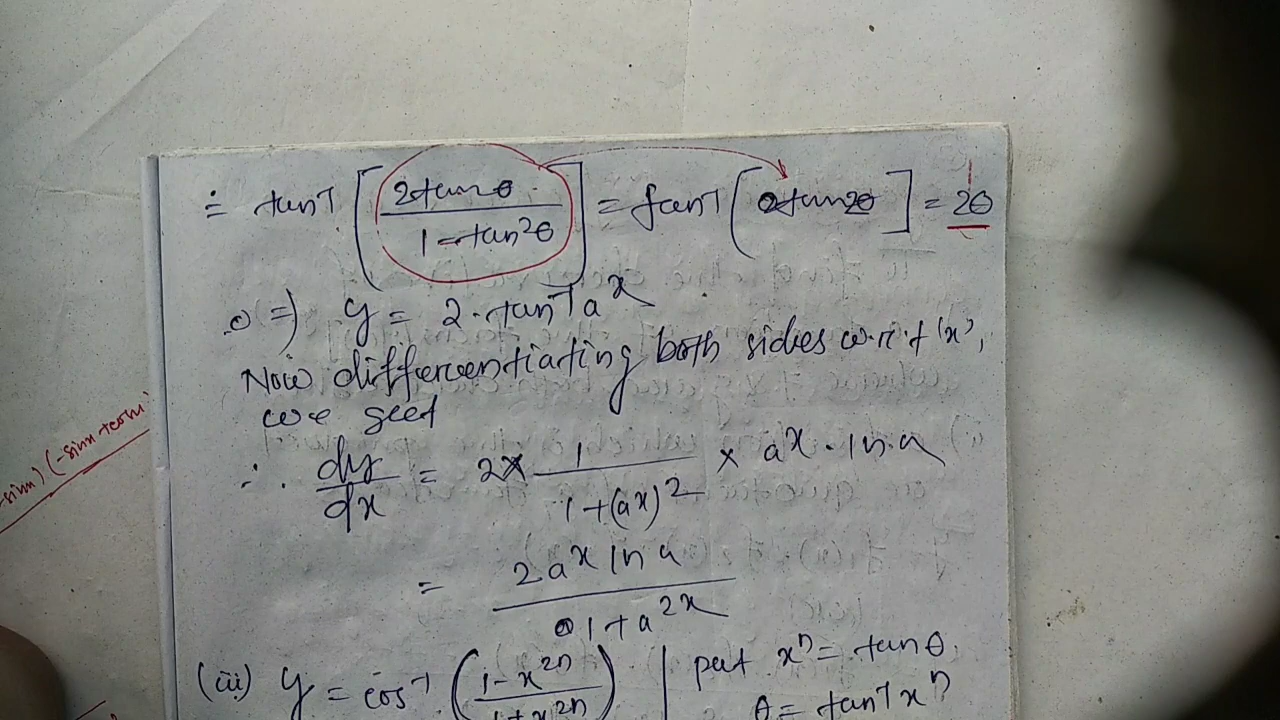 = tan⁻¹ [ 2tanθ / 1-tan²θ ] = tan⁻¹ [ tan2θ ] = 2θ
=) y = 2·tan⁻¹ a^x
Now, differentiating both sides w.r.t 'x',
we get
∴ dy/dx = 2× 1 / 1+(a^x)² × a^x · ln a
= 2a^x ln a / 1+a^2x
(iii) y = cos⁻¹ ( 1-x^2n / 1+x^2n ) | put x^n = tanθ
θ = tan⁻¹ x^n